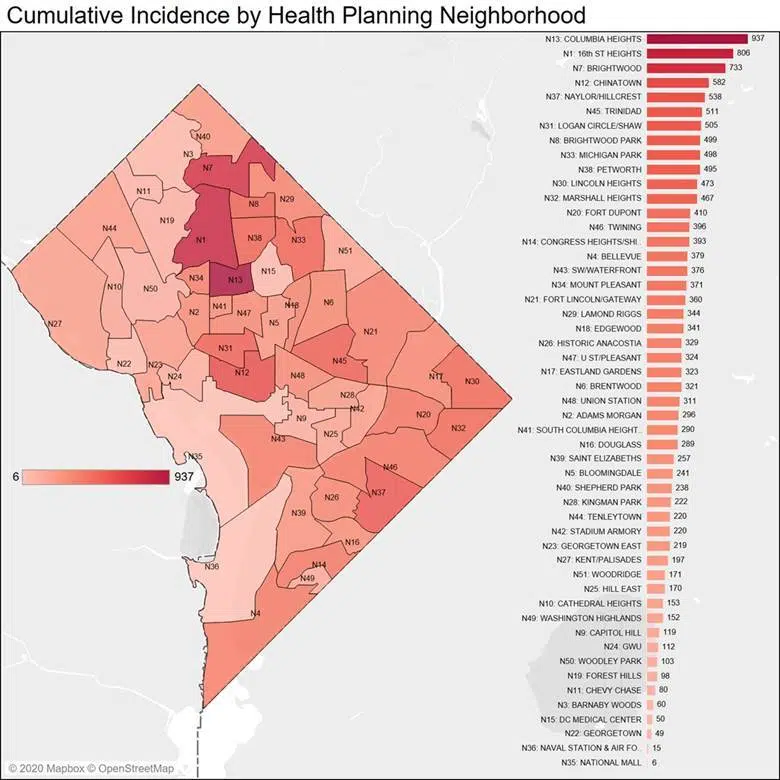 Cumulative Incidence by Health Planning Neighborhood
N13: COLUMBIA HEIGHTS 937
N1: 16th ST HEIGHTS 806
N7: BRIGHTWOOD 733
N12: CHINATOWN 582
N37: NAYLOR/HILLCREST 538
N45: TRINIDAD 511
N31: LOGAN CIRCLE/SHAW 505
N8: BRIGHTWOOD PARK 499
N33: MICHIGAN PARK 498
N38: PETWORTH 495
N30: LINCOLN HEIGHTS 473
N32: MARSHALL HEIGHTS 467
N20: FORT DUPONT 410
N46: TWINING 396
N14: CONGRESS HEIGHTS/SHI.. 393
N4: BELLEVUE 379
N43: SW/WATERFRONT 376
N34: MOUNT PLEASANT 371
N21: FORT LINCOLN/GATEWAY 360
N29: LAMOND RIGGS 344
N18: EDGEWOOD 341
N26: HISTORIC ANACOSTIA 329
N47: U ST/PLEASANT 324
N17: EASTLAND GARDENS 323
N6: BRENTWOOD 321
N48: UNION STATION 311
N2: ADAMS MORGAN 296
N41: SOUTH COLUMBIA HEIGHT.. 290
N16: DOUGLASS 289
N39: SAINT ELIZABETHS 257
N5: BLOOMINGDALE 241
N40: SHEPHERD PARK 238
N28: KINGMAN PARK 222
N44: TENLEYTOWN 220
N42: STADIUM ARMORY 220
N23: GEORGETOWN EAST 219
N27: KENT/PALISADES 197
N51: WOODRIDGE 171
N25: HILL EAST 170
N10: CATHEDRAL HEIGHTS 153
N49: WASHINGTON HIGHLANDS 152
N9: CAPITOL HILL 119
N24: GWU 112
N50: WOODLEY PARK 103
N19: FOREST HILLS 98
N11: CHEVY CHASE 80
N3: BARNABY WOODS 60
N15: DC MEDICAL CENTER 50
N22: GEORGETOWN 49
N36: NAVAL STATION & AIR FO.. 15
N35: NATIONAL MALL 6
N40
N3
N7
N11
N8
N29
N19
N44
N1
N38
N33
N51
N15
N34
N13
N10
N50
N41
N18
N6
N2
N47
N5
N27
N21
N31
N45
N22
N23
N12
N24
N48
N17
N30
N28
N42
N9
N20
N25
N32
N43
N35
N46
6 937
N37
N26
N39
N16
N36
N14
N49
N4
© 2020 Mapbox © OpenStreetMap